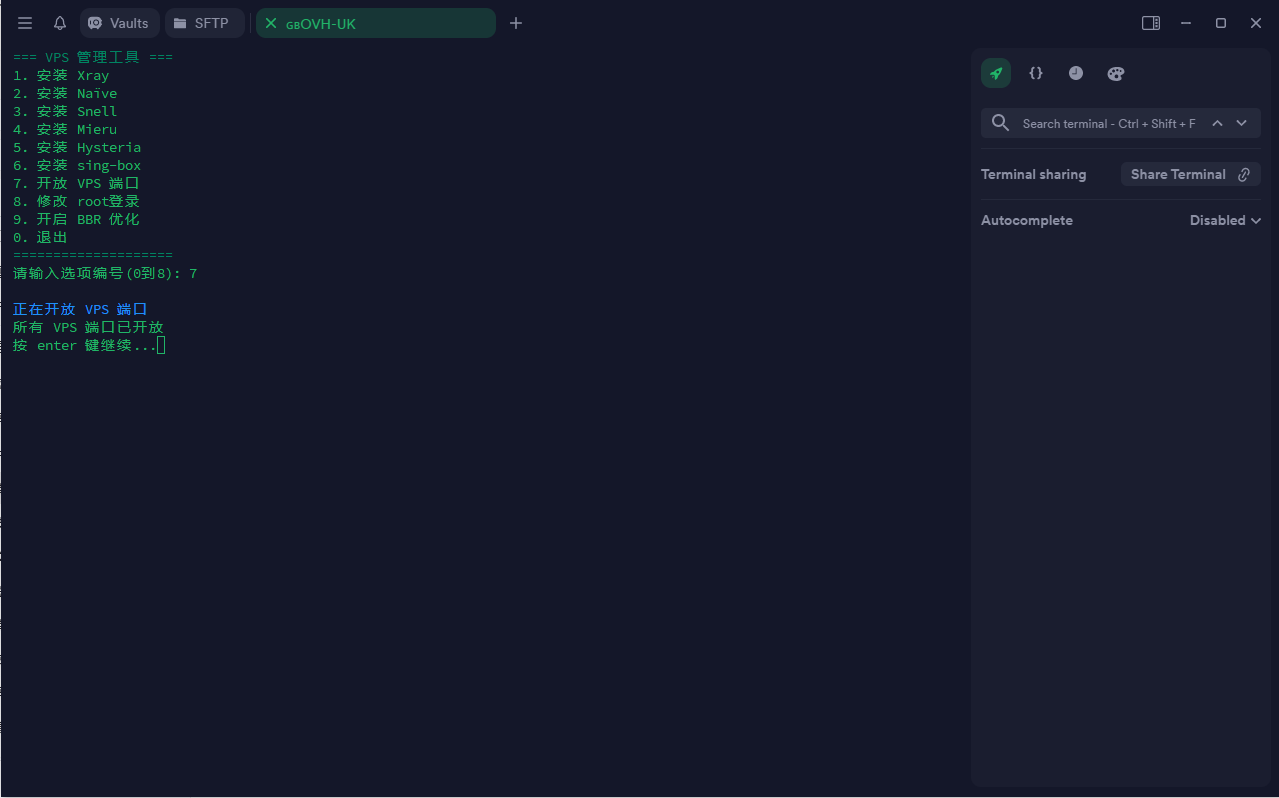 Vaults
SFTP
GBOVH-UK
=== VPS 管理工具 ===
1. 安装 Xray
2. 安装 Naïve
3. 安装 Snell
4. 安装 Mieru
5. 安装 Hysteria
6. 安装 sing-box
7. 开放 VPS 端口
8. 修改 root登录
9. 开启 BBR 优化
0. 退出
====================
请输入选项编号(0到8): 7
正在开放 VPS 端口
所有 VPS 端口已开放
按 enter 键继续...
Search terminal - Ctrl + Shift + F
Terminal sharing
Share Terminal
Autocomplete
Disabled